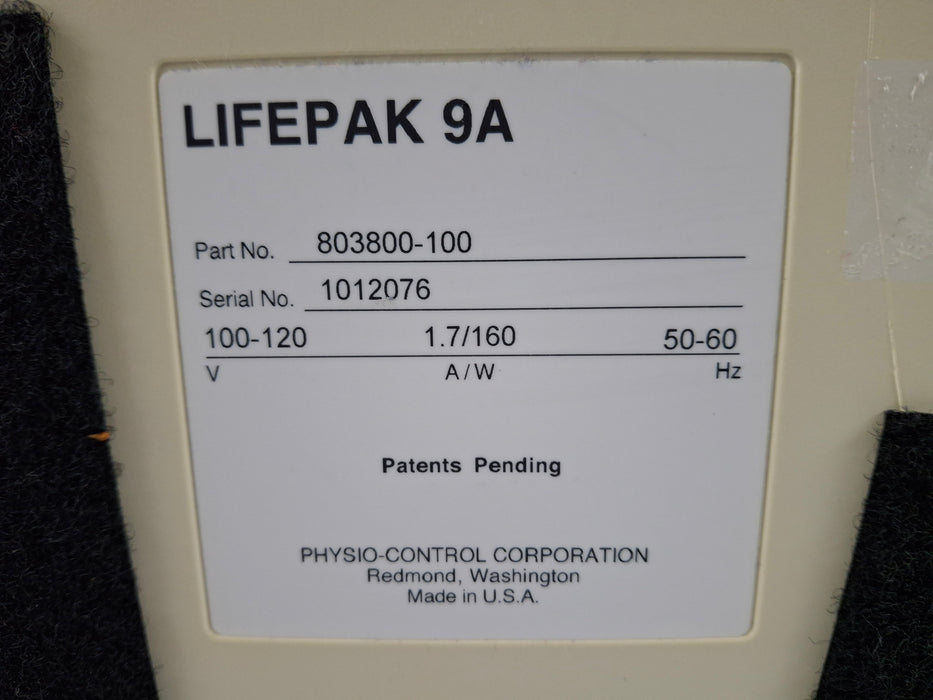 LIFEPAK 9A
Part No. 803800-100
Serial No. 1012076
100-120 1.7/160 50-60
V A/W Hz
Patents Pending
PHYSIO-CONTROL CORPORATION
Redmond, Washington
Made in U.S.A.